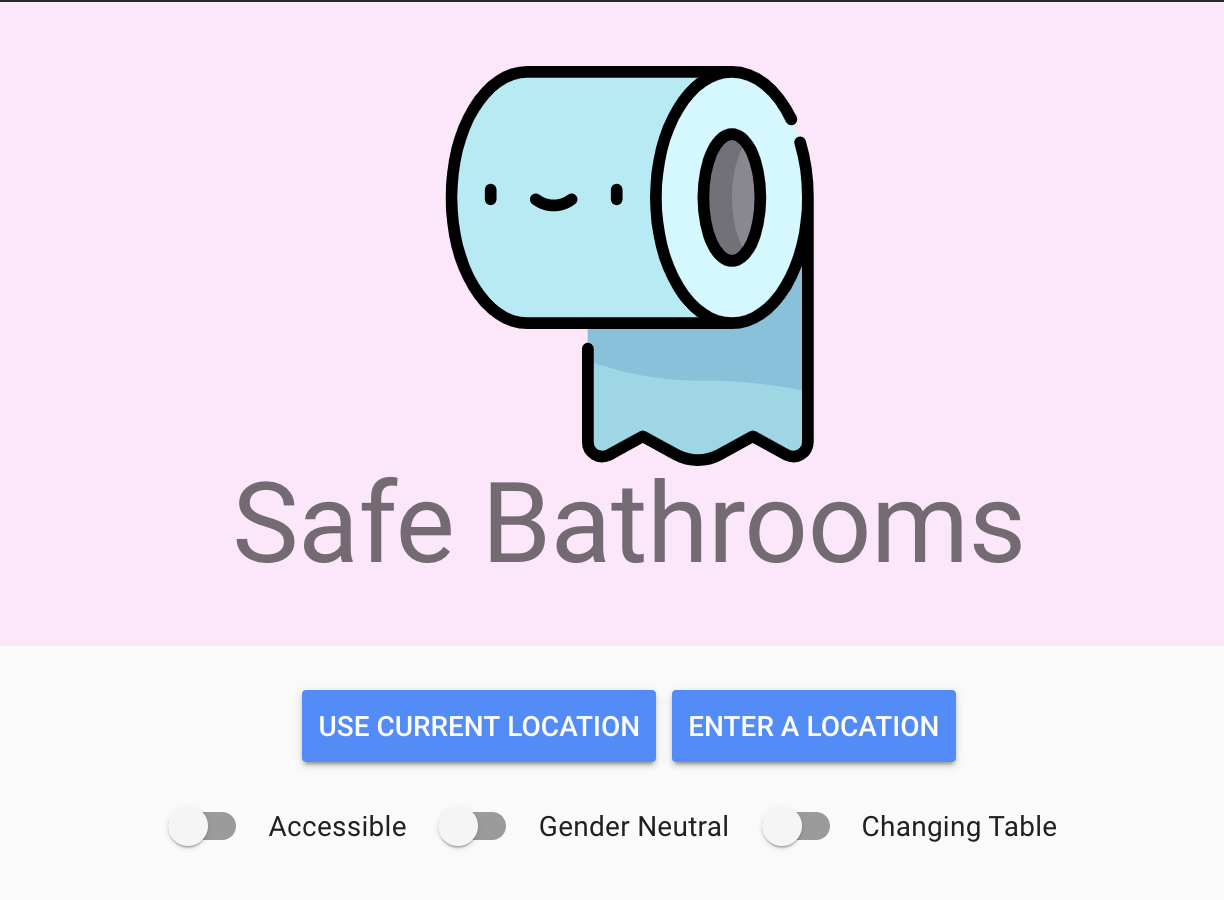 Safe Bathrooms
USE CURRENT LOCATION ENTER A LOCATION
Accessible Gender Neutral Changing Table